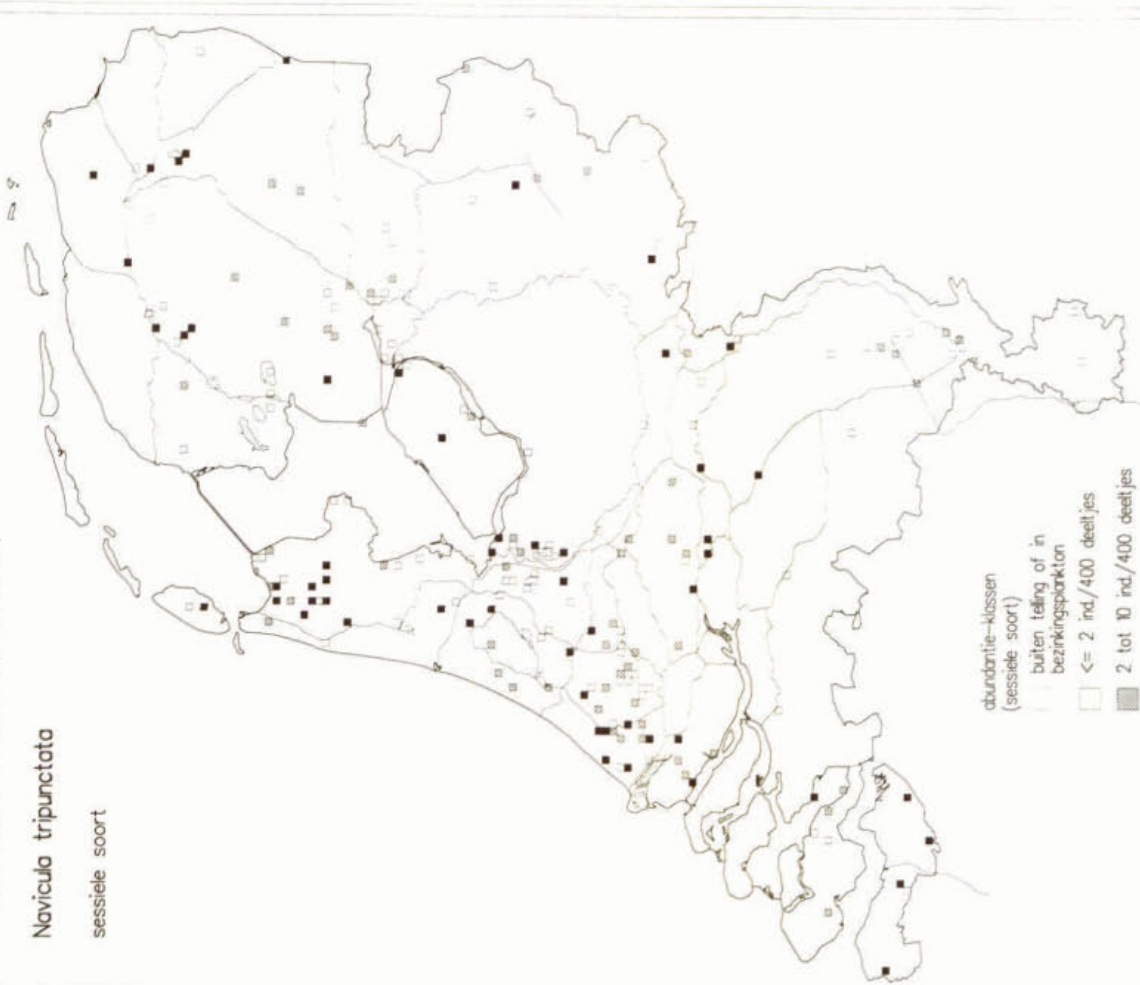 Navicula tripunctata
sessiele soort
abundantie-klassen
(sessiele soort)
buiten telling of in
bezinkingsplankton
<= 2 ind./400 deeltjes
2 tot 10 ind./400 deeltjes